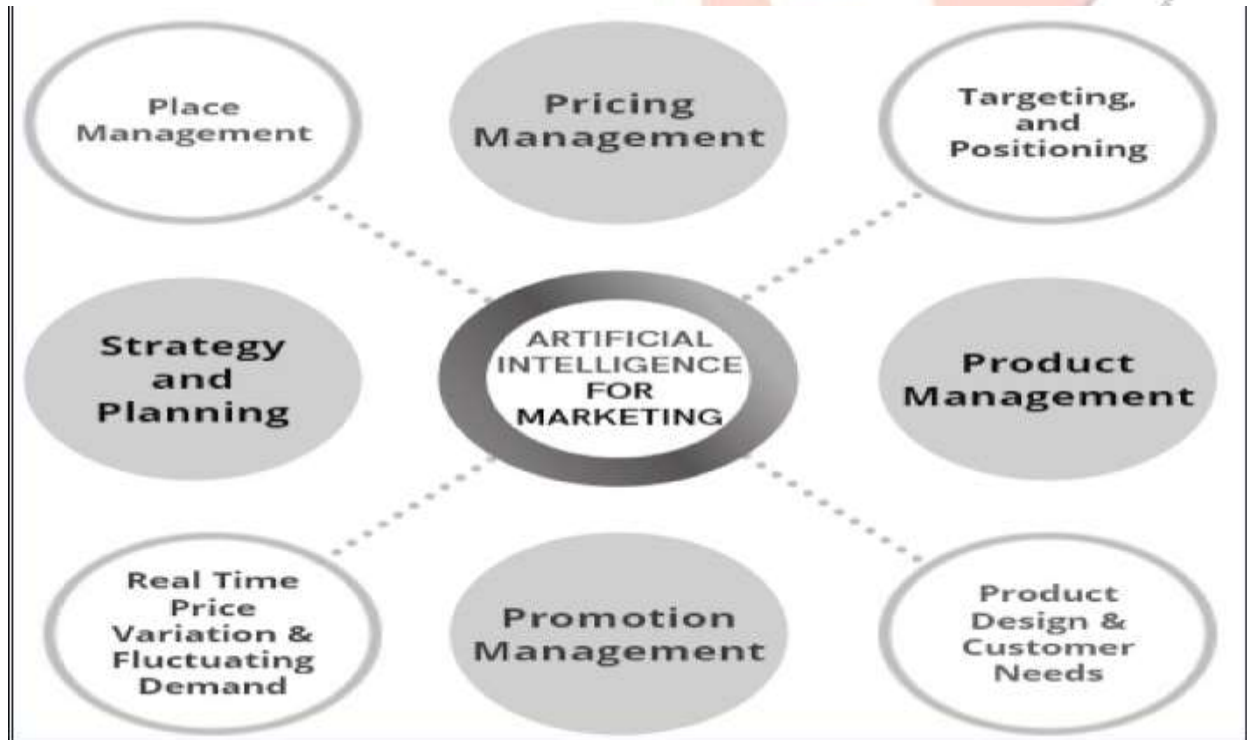 Place
Management
Pricing
Management
Targeting,
and
Positioning
Strategy
and
Planning
ARTIFICIAL
INTELLIGENCE
FOR
MARKETING
Product
Management
Real Time
Price
Variation &
Fluctuating
Demand
Promotion
Management
Product
Design &
Customer
Needs